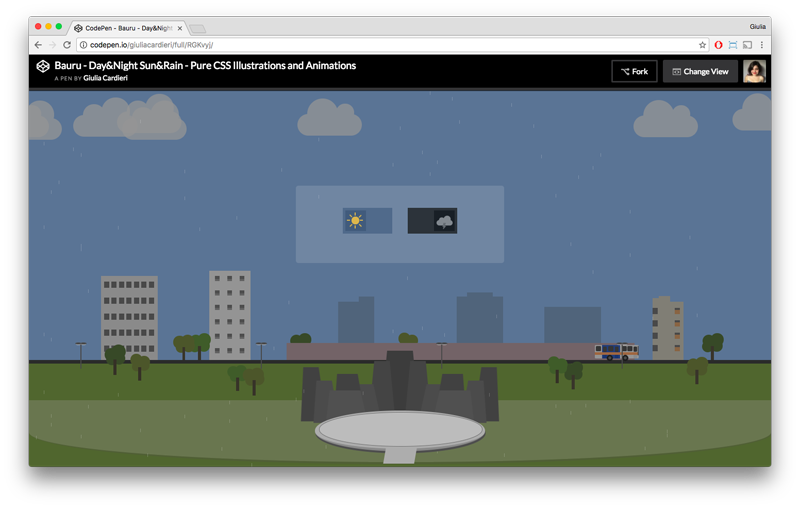 CodePen - Bauru - Day&Night
Giulia
codepen.io/giuliacardieri/full/RGKvyj/
Bauru - Day&Night Sun&Rain - Pure CSS Illustrations and Animations
A PEN BY Giulia Cardieri
Fork
Change View